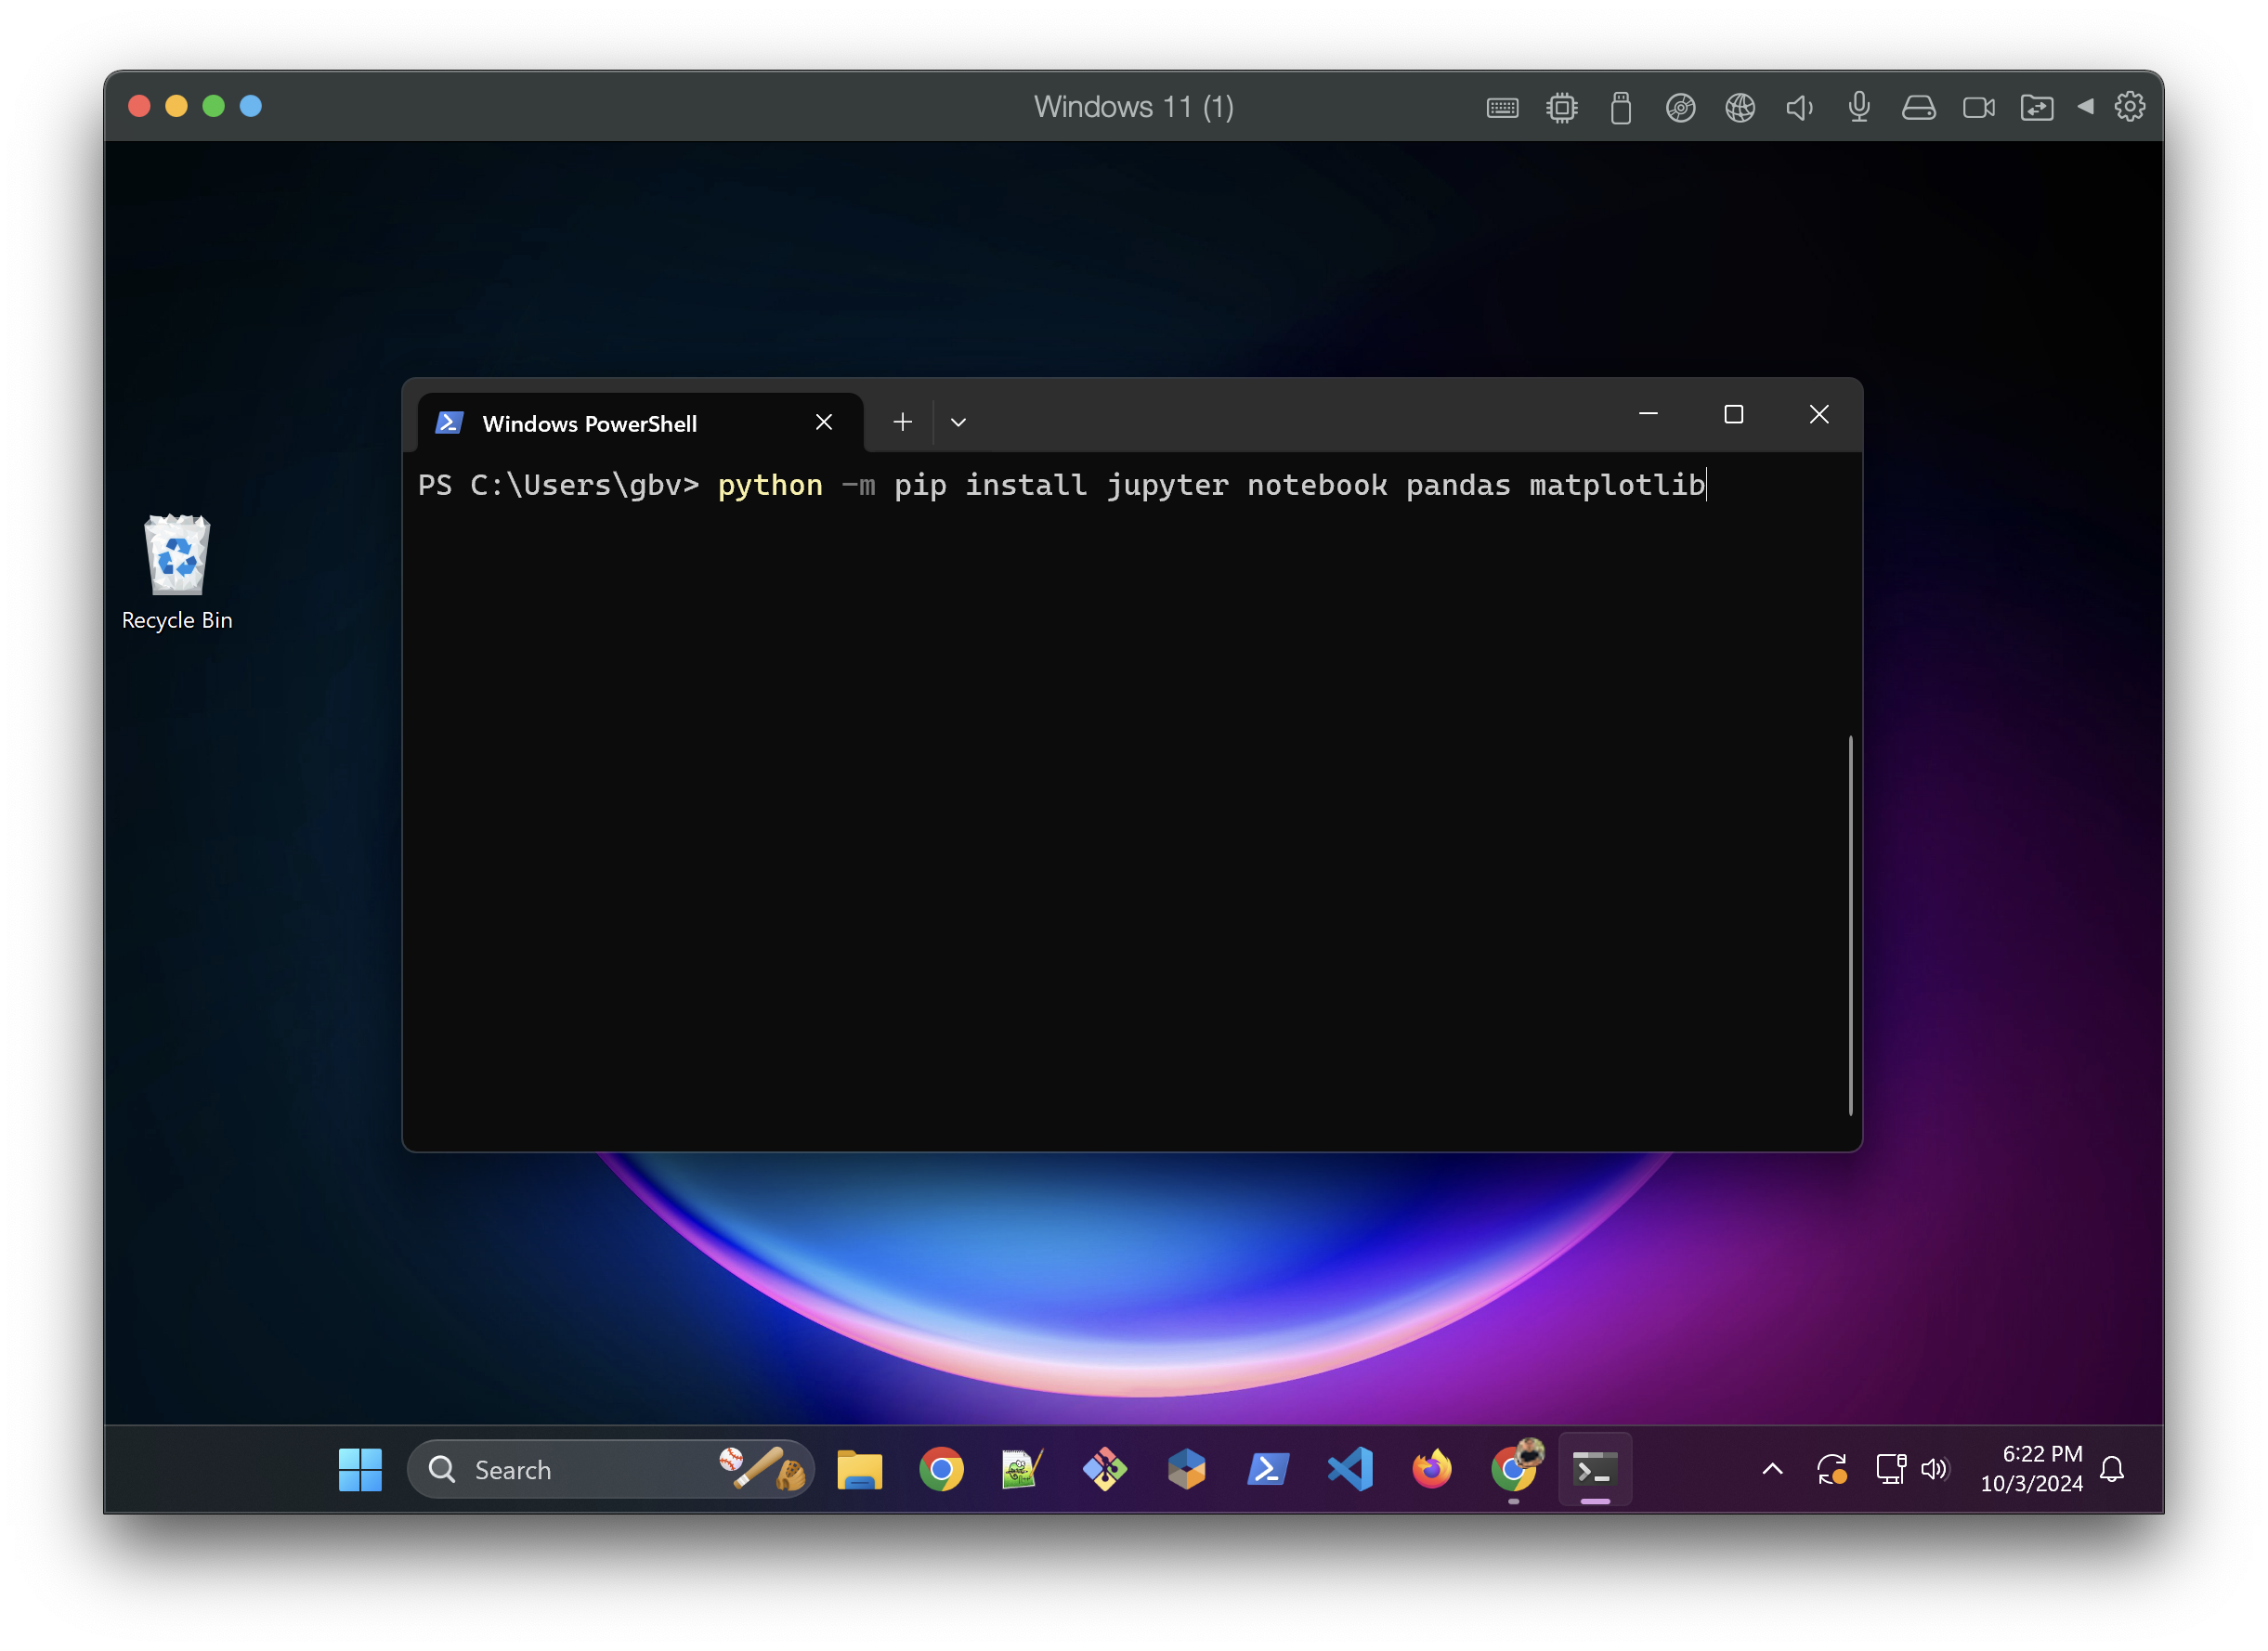 Windows 11 (1)
Windows PowerShell
PS C:\Users\gbv> python -m pip install jupyter notebook pandas matplotlib
Recycle Bin
Search
6:22 PM
10/3/2024